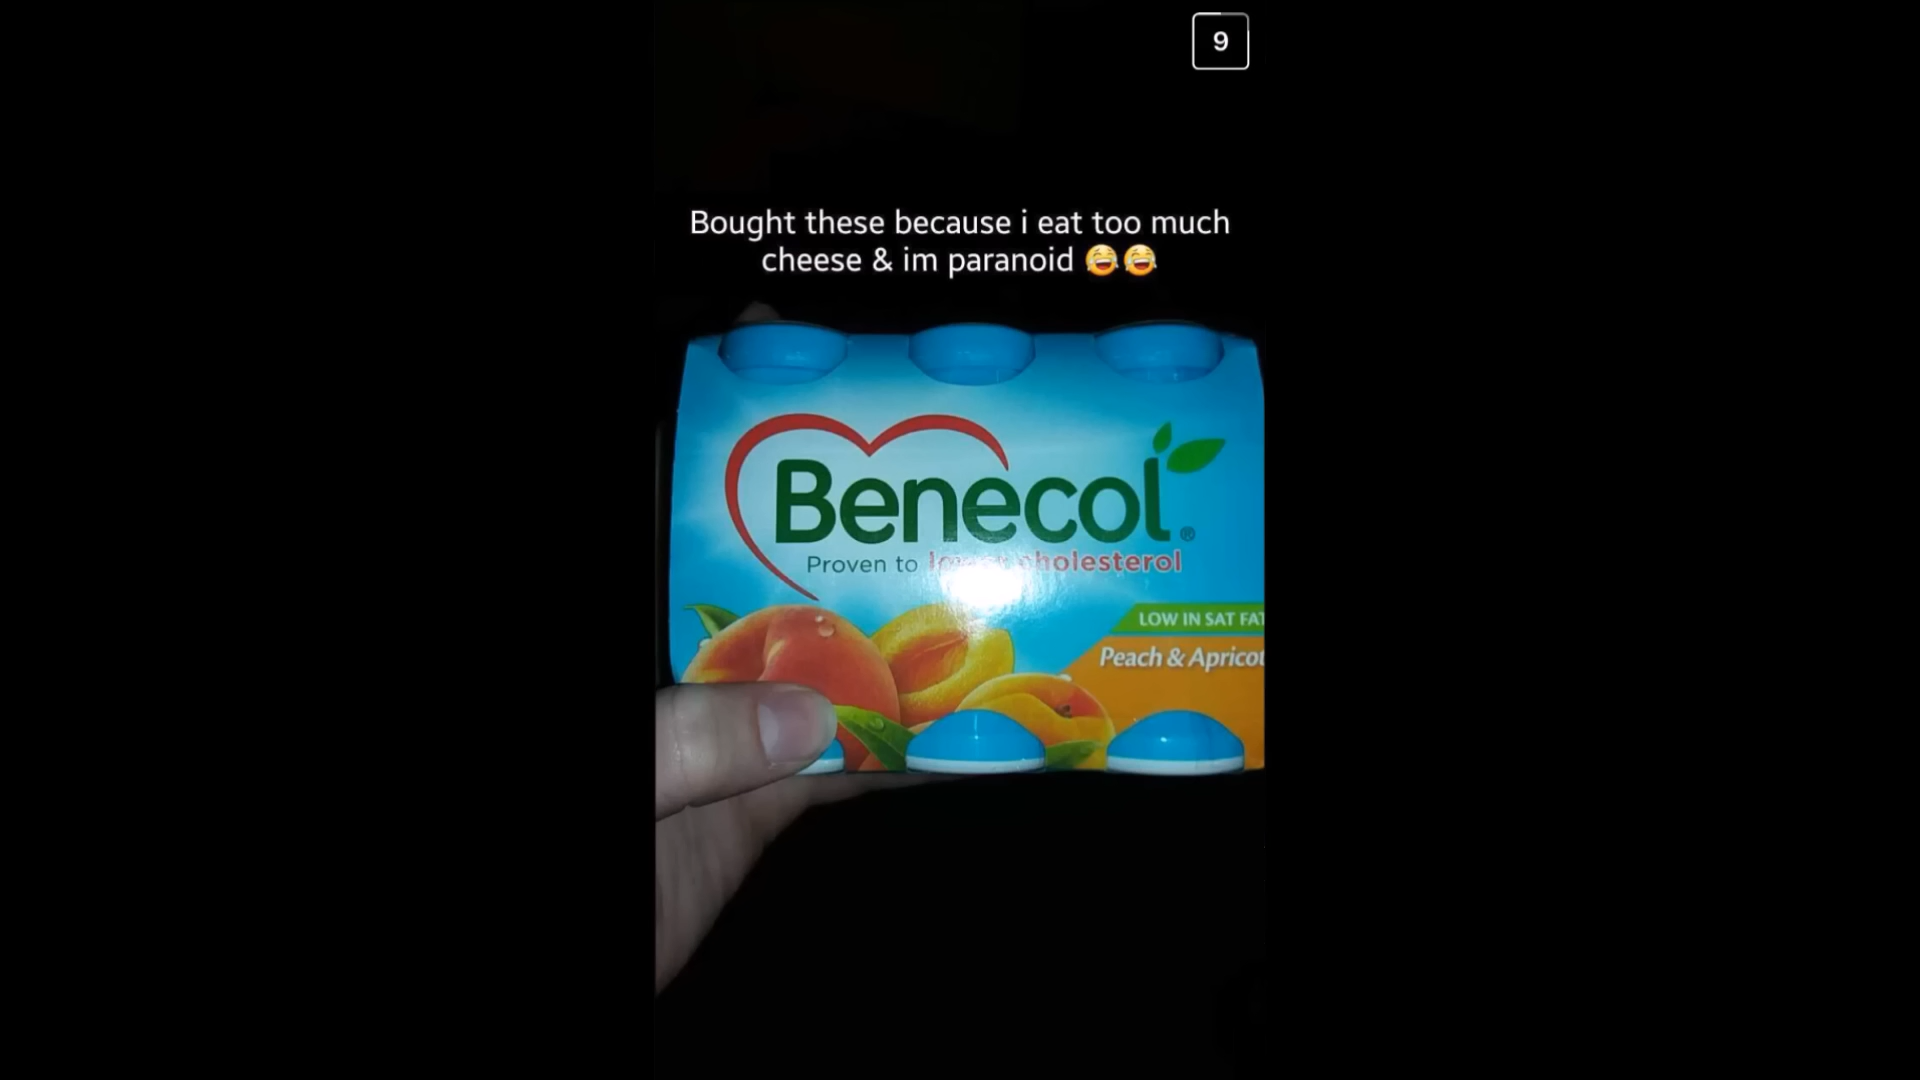 9
Bought these because i eat too much
cheese & im paranoid 😂😂
Benecol®
Proven to lower cholesterol
LOW IN SAT FAT
Peach & Apricot